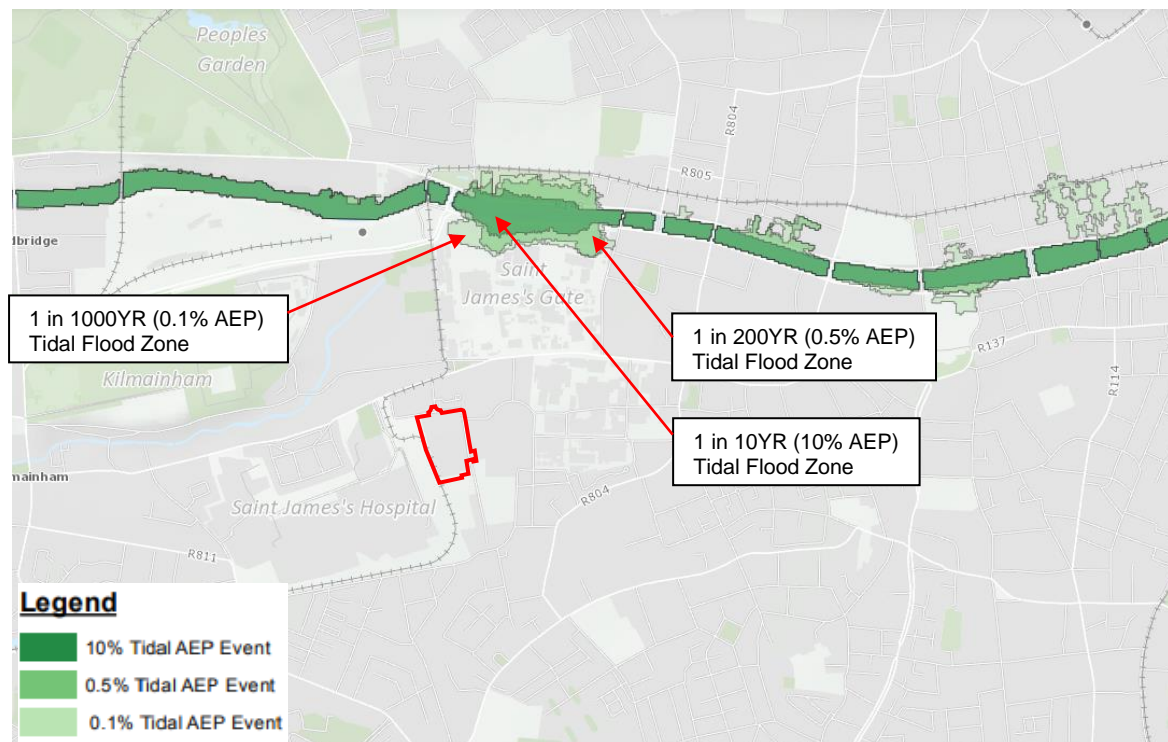 Peoples
Garden
R804
R805
dbridge
Saint
James's Gate
1 in 1000YR (0.1% AEP)
Tidal Flood Zone
1 in 200YR (0.5% AEP)
Tidal Flood Zone
R137
R114
Kilmainham
1 in 10YR (10% AEP)
Tidal Flood Zone
mainham
Saint James's Hospital
R804
R811
Legend
10% Tidal AEP Event
0.5% Tidal AEP Event
0.1% Tidal AEP Event